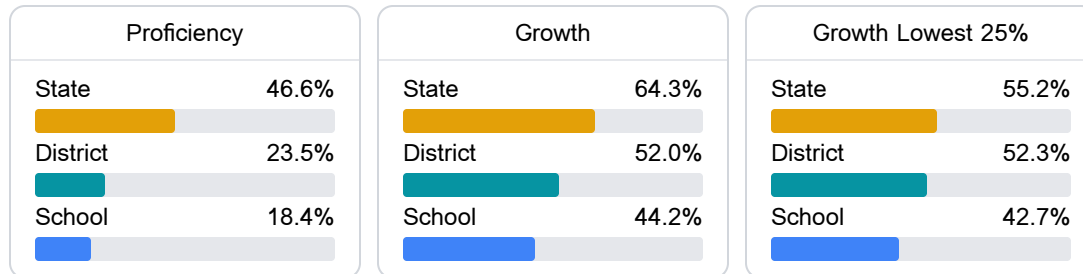 Proficiency
State 46.6%
District 23.5%
School 18.4%
Growth
State 64.3%
District 52.0%
School 44.2%
Growth Lowest 25%
State 55.2%
District 52.3%
School 42.7%